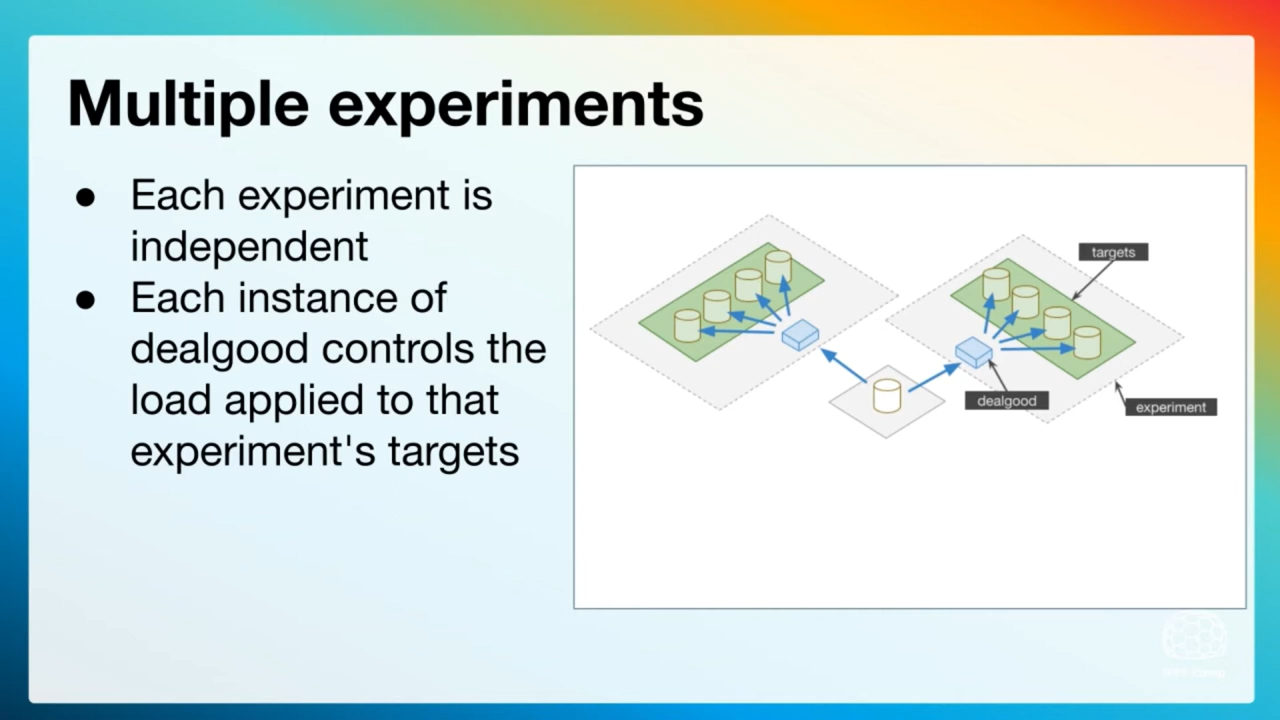 Multiple experiments
● Each experiment is
independent
● Each instance of
dealgood controls the
load applied to that
experiment's targets
targets
dealgood
experiment